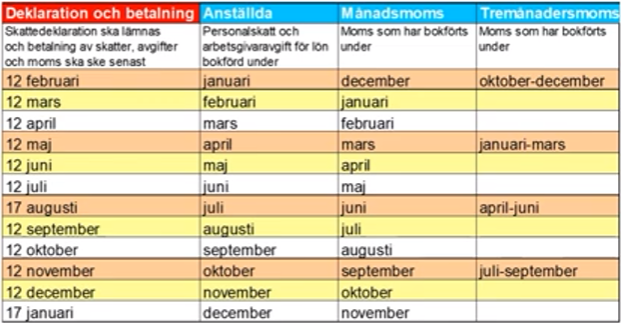 Deklaration och betalning Anställda Månadsmoms Tremånadersmoms
Skattedeklaration ska lämnas Personalskatt och Moms som har bokförts Moms som har bokförts
och betalning av skatter, avgifter arbetsgivaravgift för lön under under
och moms ska ske senast bokförd under
12 februari januari december oktober-december
12 mars februari januari
12 april mars februari
12 maj april mars januari-mars
12 juni maj april
12 juli juni maj
17 augusti juli juni april-juni
12 september augusti juli
12 oktober september augusti
12 november oktober september juli-september
12 december november oktober
17 januari december november